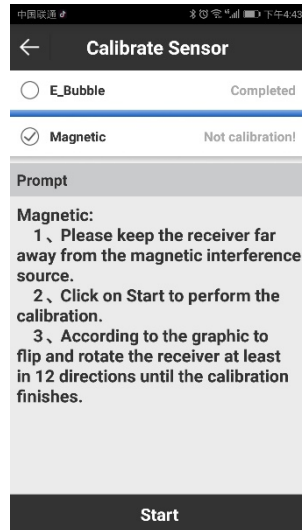 中国联通 下午4:43
Calibrate Sensor
E_Bubble Completed
Magnetic Not calibration!
Prompt
Magnetic:
1、Please keep the receiver far
away from the magnetic interference
source.
2、Click on Start to perform the
calibration.
3、According to the graphic to
flip and rotate the receiver at least
in 12 directions until the calibration
finishes.
Start